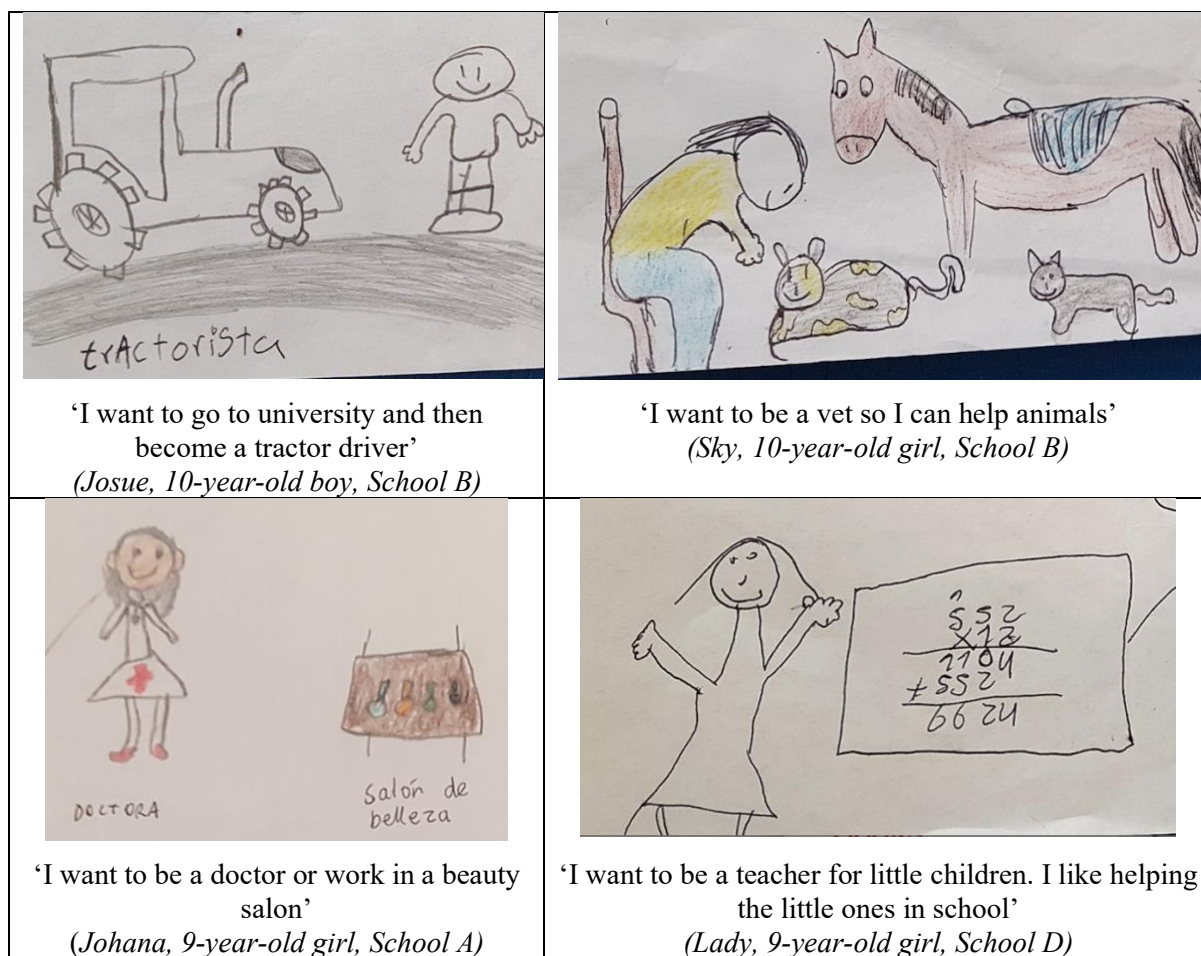 trActorista
'I want to go to university and then
become a tractor driver'
(Josue, 10-year-old boy, School B)
'I want to be a vet so I can help animals'
(Sky, 10-year-old girl, School B)
DOCTORA
salón de
belleza
'I want to be a doctor or work in a beauty
salon'
(Johana, 9-year-old girl, School A)
552
x12
1104
+552
6624
'I want to be a teacher for little children. I like helping
the little ones in school'
(Lady, 9-year-old girl, School D)